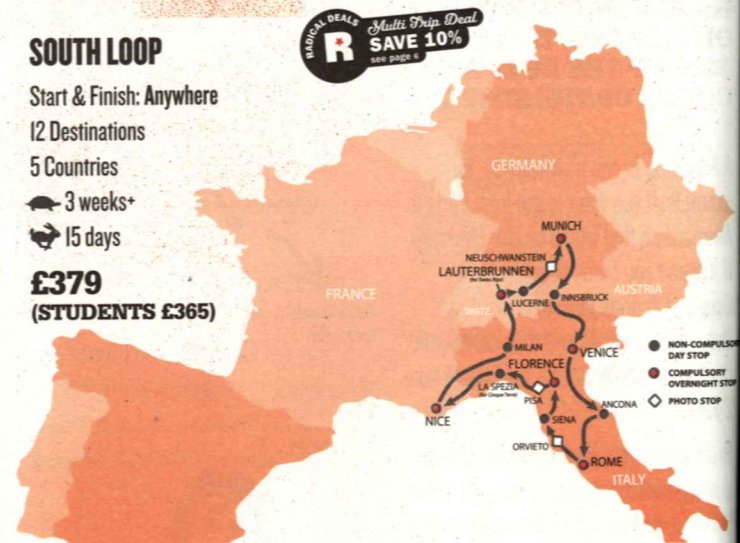 RADICAL DEALS
R
Multi Trip Deal
SAVE 10%
see page 6
SOUTH LOOP
Start & Finish: Anywhere
12 Destinations
5 Countries
3 weeks+
15 days
£379
(STUDENTS £365)
GERMANY
MUNICH
NEUSCHWANSTEIN
LAUTERBRUNNEN
(for Swiss Alps)
LUCERNE
INNSBRUCK
AUSTRIA
FRANCE
SWITZ
MILAN
VENICE
FLORENCE
LA SPEZIA
(for Cinque Terre)
PISA
NICE
SIENA
ANCONA
ORVIETO
ROME
ITALY
NON-COMPULSOR
DAY STOP
COMPULSORY
OVERNIGHT STOP
PHOTO STOP